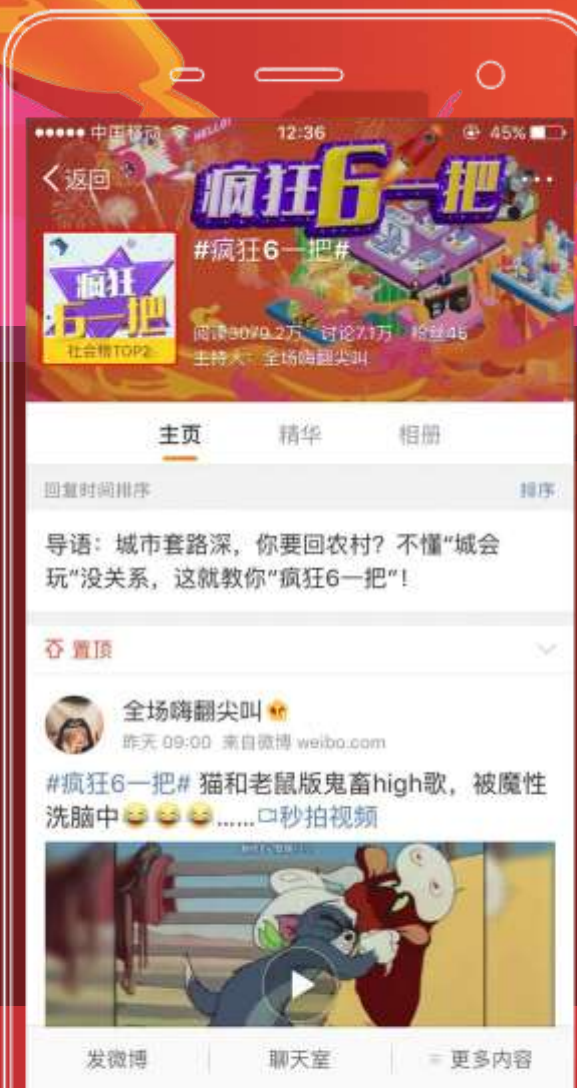 中国移动 HELLO! 12:36 45%
返回
疯狂6一把
#疯狂6一把#
疯狂
6一把
社会榜TOP2
阅读3079.2万 讨论7.1万 粉丝45
主持人：全场嗨翻尖叫
主页 精华 相册
回复时间排序 排序
导语：城市套路深，你要回农村？不懂“城会
玩”没关系，这就教你“疯狂6一把”！
置顶
全场嗨翻尖叫
昨天 09:00 来自微博 weibo.com
#疯狂6一把# 猫和老鼠版鬼畜high歌，被魔性
洗脑中😂😂😂......秒拍视频
发微博 聊天室 更多内容